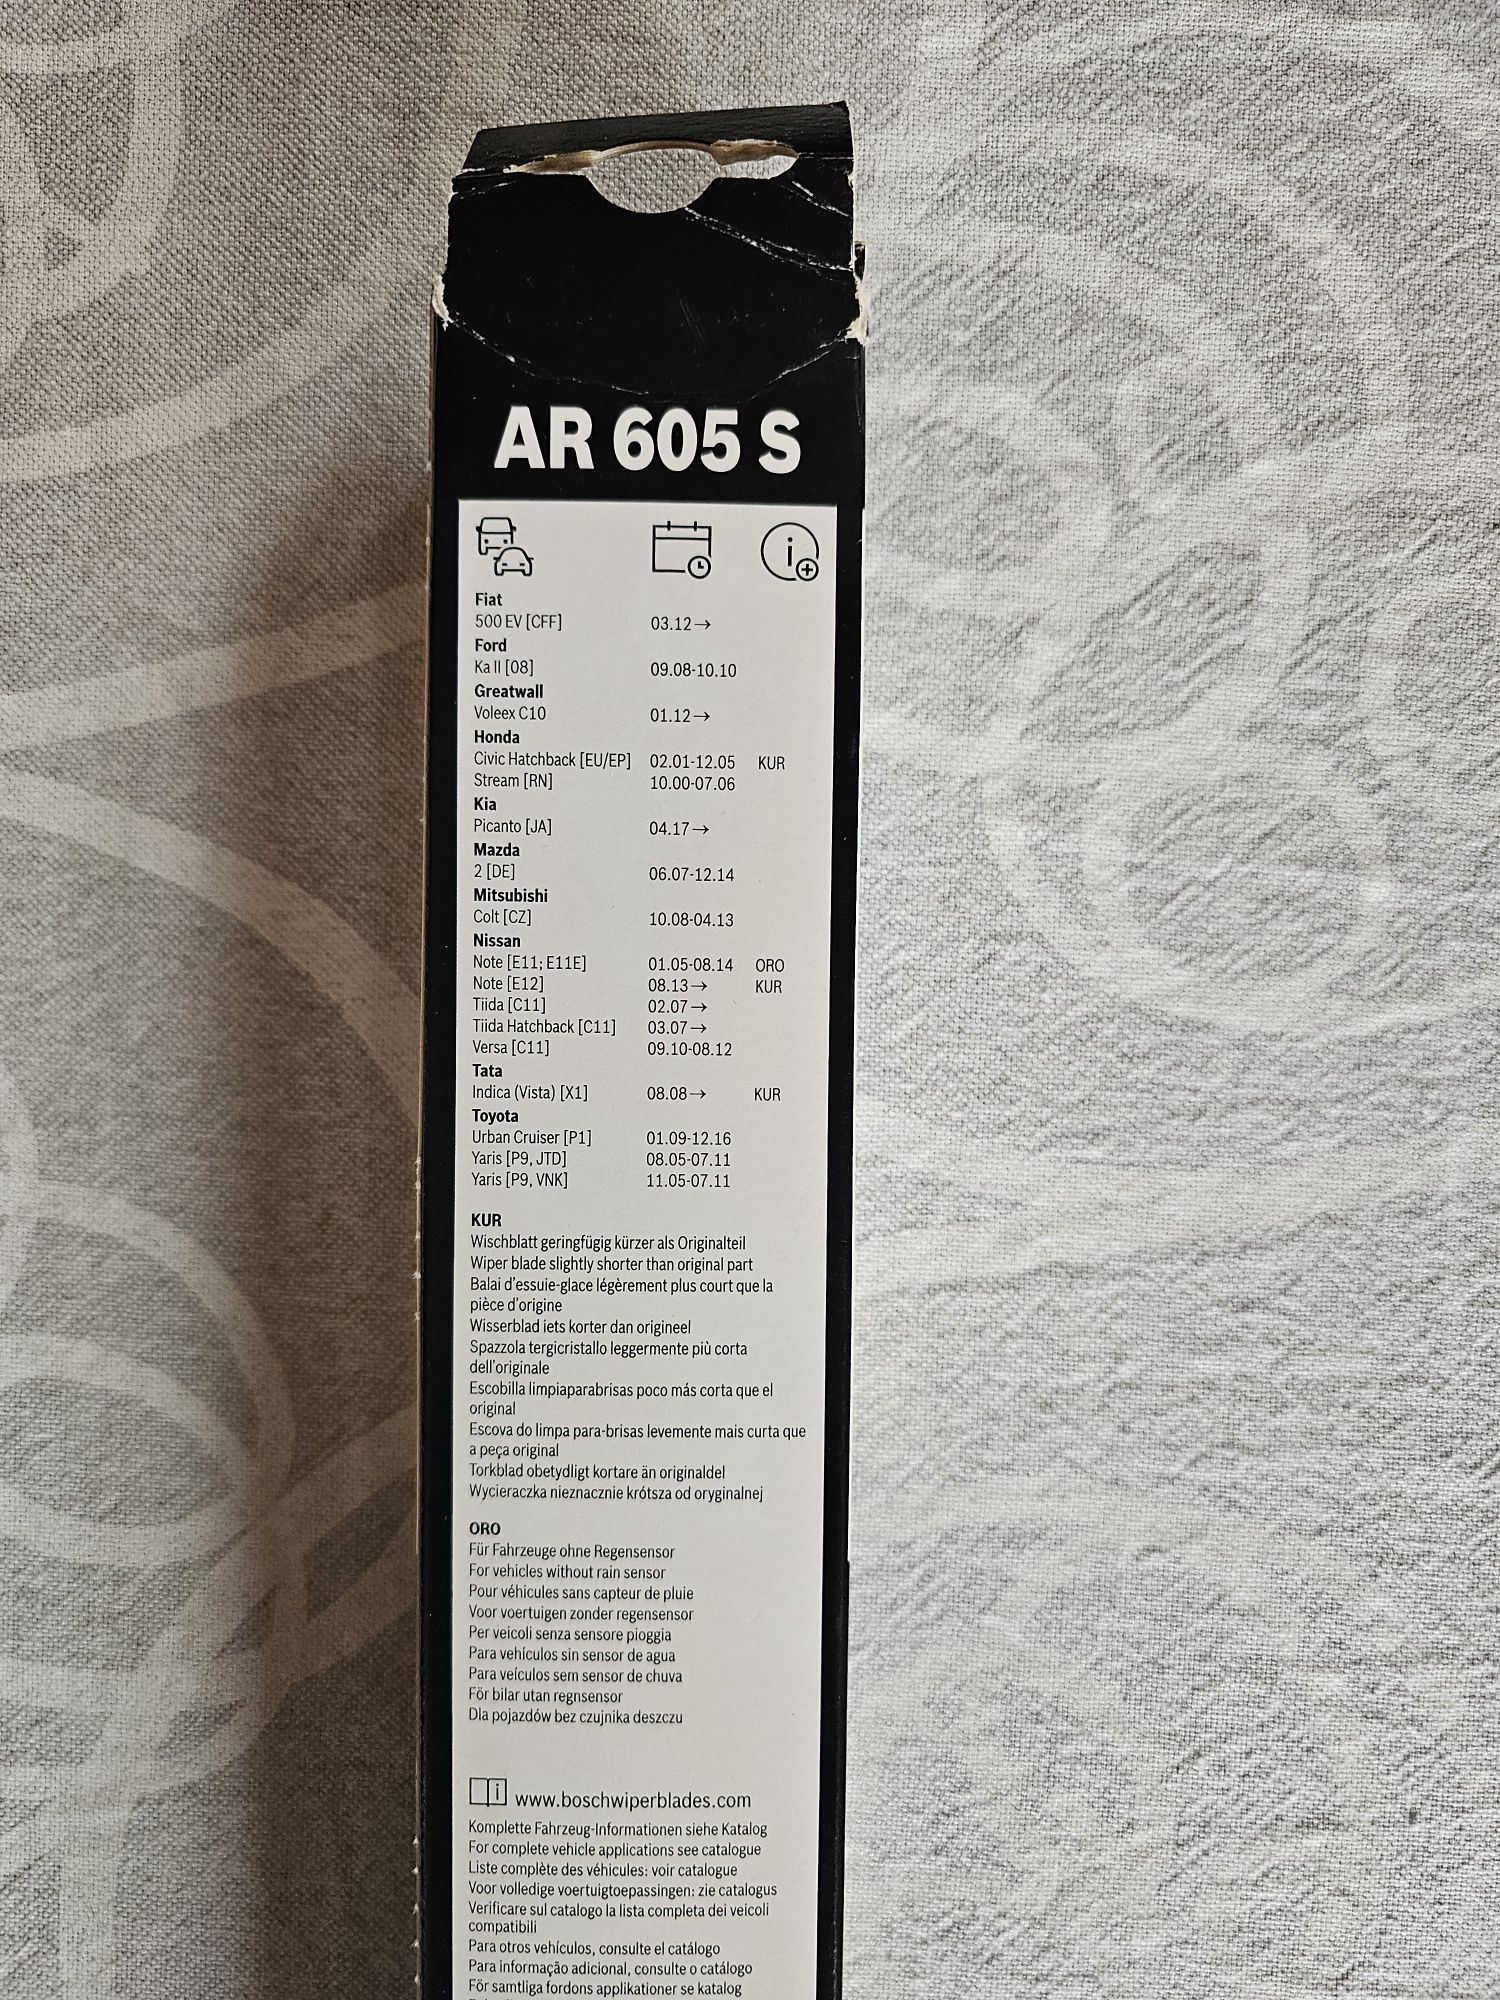 AR 605 S
Fiat
500 EV [CFF] 03.12→
Ford
Ka II [08] 09.08-10.10
Greatwall
Voleex C10 01.12→
Honda
Civic Hatchback [EU/EP] 02.01-12.05 KUR
Stream [RN] 10.00-07.06
Kia
Picanto [JA] 04.17→
Mazda
2 [DE] 06.07-12.14
Mitsubishi
Colt [CZ] 10.08-04.13
Nissan
Note [E11; E11E] 01.05-08.14 ORO
Note [E12] 08.13→ KUR
Tiida [C11] 02.07→
Tiida Hatchback [C11] 03.07→
Versa [C11] 09.10-08.12
Tata
Indica (Vista) [X1] 08.08→ KUR
Toyota
Urban Cruiser [P1] 01.09-12.16
Yaris [P9, JTD] 08.05-07.11
Yaris [P9, VNK] 11.05-07.11
KUR
Wischblatt geringfügig kürzer als Originalteil
Wiper blade slightly shorter than original part
Balai d'essuie-glace légèrement plus court que la
pièce d'origine
Wisserblad iets korter dan origineel
Spazzola tergicristallo leggermente più corta
dell'originale
Escobilla limpiaparabrisas poco más corta que el
original
Escova do limpa para-brisas levemente mais curta que
a peça original
Torkblad obetydligt kortare än originaldel
Wycieraczka nieznacznie krótsza od oryginalnej
ORO
Für Fahrzeuge ohne Regensensor
For vehicles without rain sensor
Pour véhicules sans capteur de pluie
Voor voertuigen zonder regensensor
Per veicoli senza sensore pioggia
Para vehículos sin sensor de agua
Para veículos sem sensor de chuva
För bilar utan regnsensor
Dla pojazdów bez czujnika deszczu
www.boschwiperblades.com
Komplette Fahrzeug-Informationen siehe Katalog
For complete vehicle applications see catalogue
Liste complète des véhicules: voir catalogue
Voor volledige voertuigtoepassingen: zie catalogus
Verificare sul catalogo la lista completa dei veicoli
compatibili
Para otros vehículos, consulte el catálogo
Para informação adicional, consulte o catálogo
För samtliga fordons applikationer se katalog